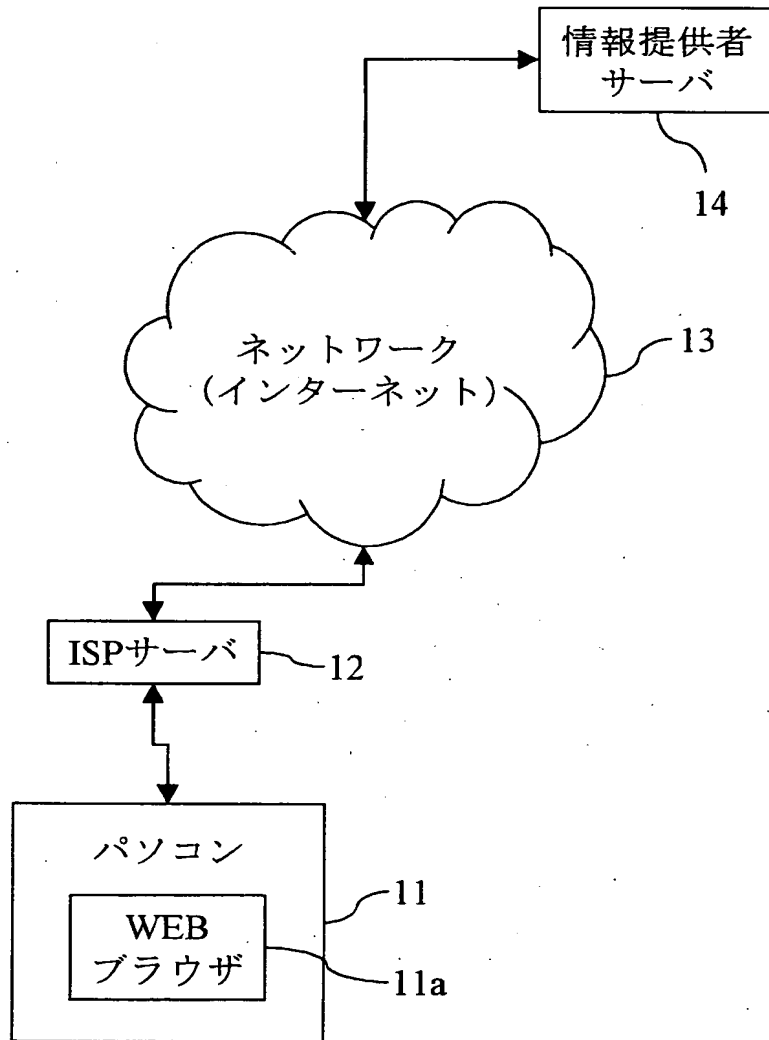 情報提供者
サーバ
14
ネットワーク
(インターネット)
13
ISPサーバ
12
パソコン
11
WEB
ブラウザ
11a